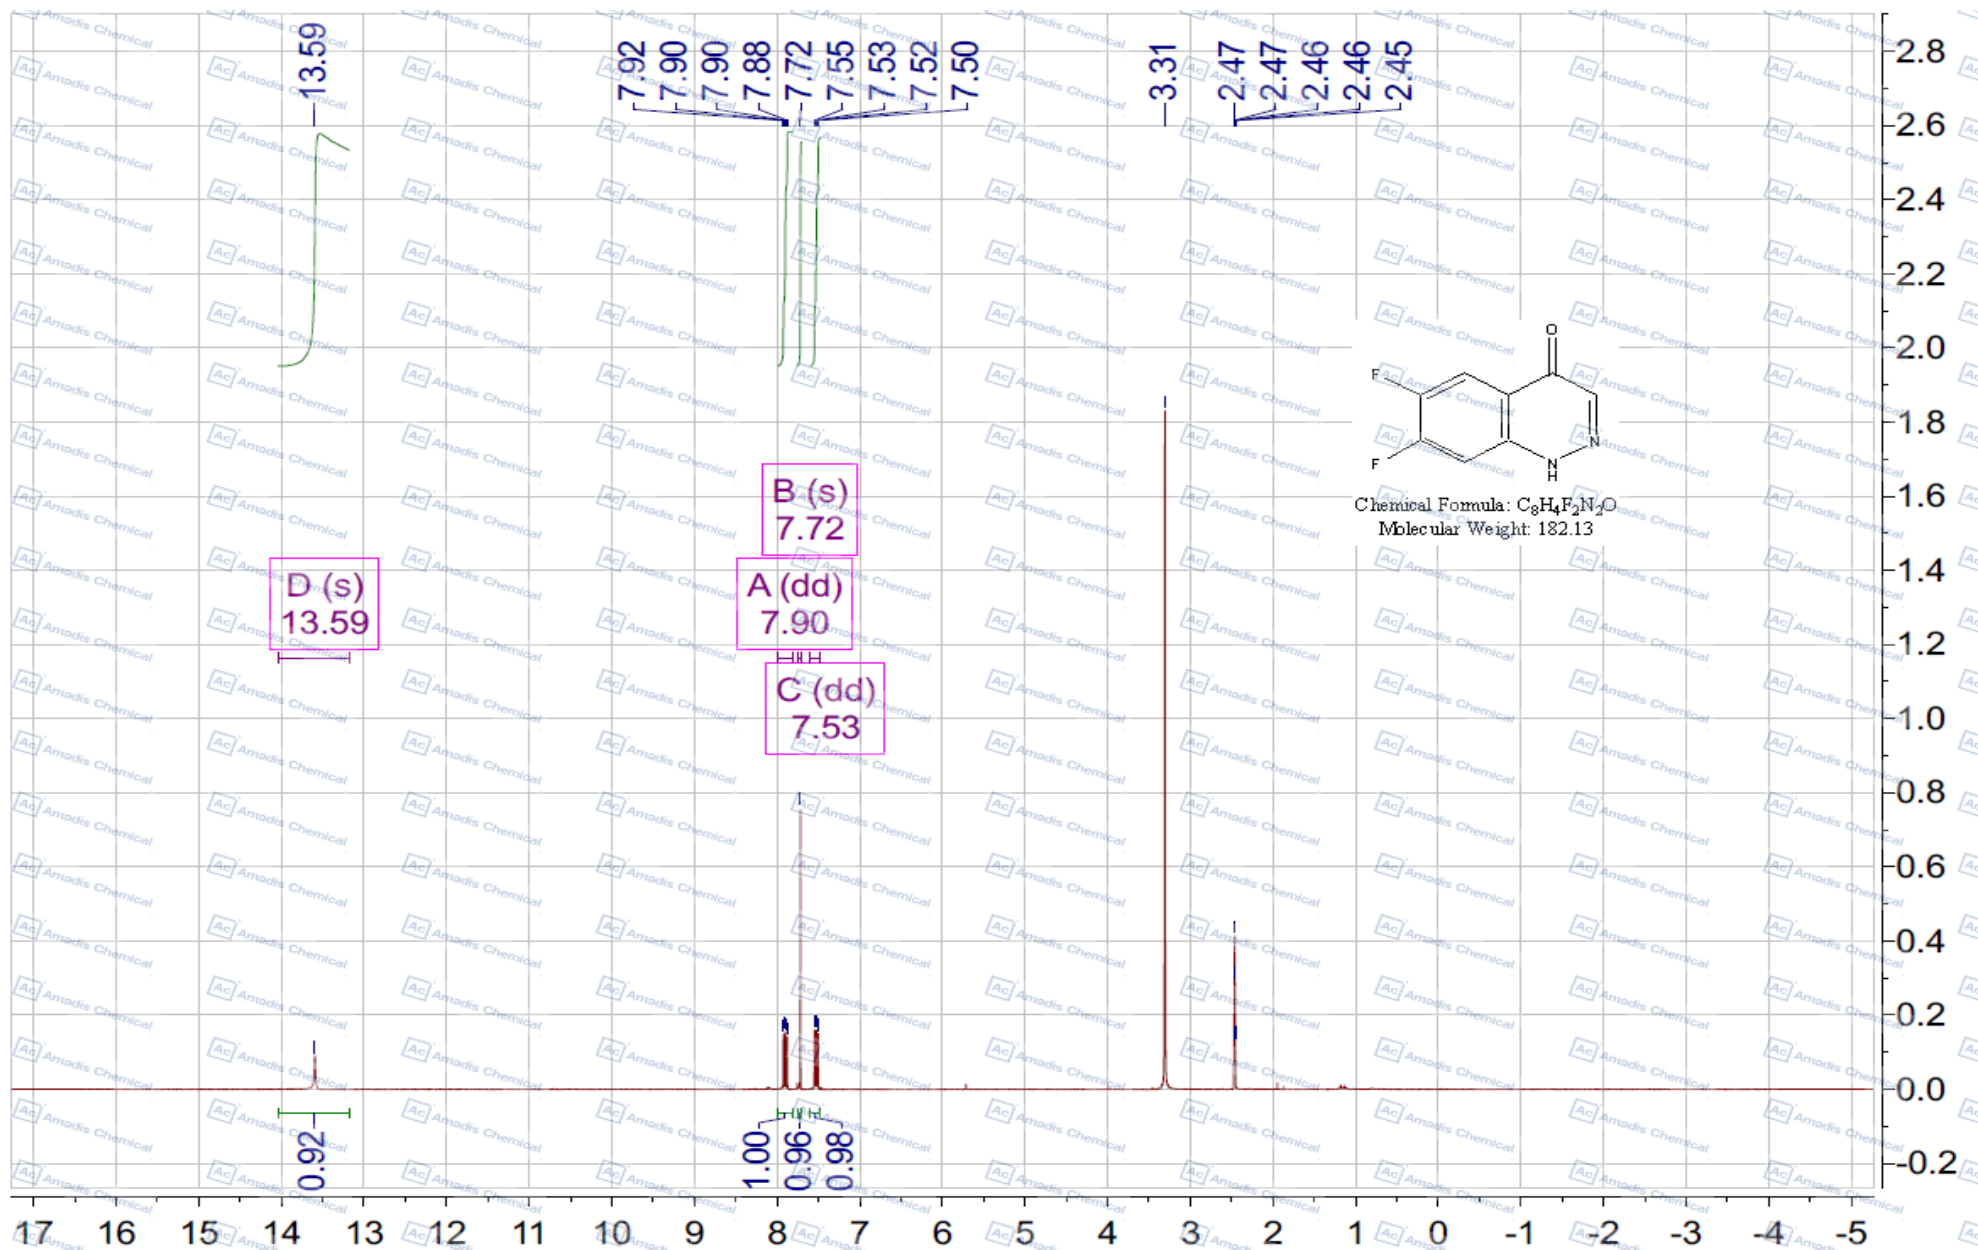 13.59
7.92
7.90
7.90
7.88
7.72
7.55
7.53
7.52
7.50
3.31
2.47
2.47
2.46
2.46
2.45
2.8
2.6
2.4
2.2
2.0
1.8
1.6
1.4
1.2
1.0
0.8
0.6
0.4
0.2
0.0
-0.2
O
F
F
N
N
H
Chemical Formula: C8H4F2N2O
Molecular Weight: 182.13
B (s)
7.72
D (s)
13.59
A (dd)
7.90
C (dd)
7.53
0.92
1.00
0.96
0.98
17 16 15 14 13 12 11 10 9 8 7 6 5 4 3 2 1 0 -1 -2 -3 -4 -5
Ac Amadis Chemical